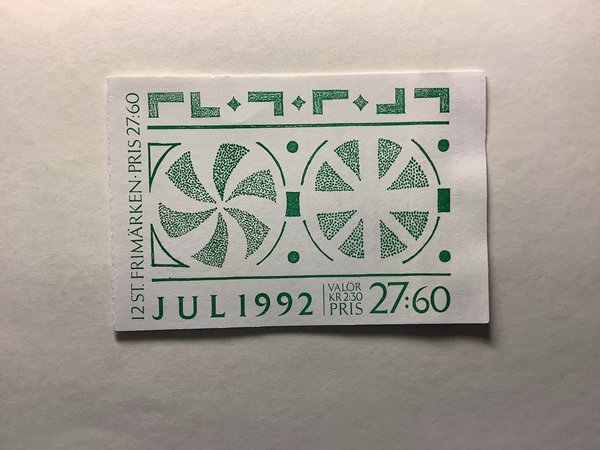 12 ST. FRIMÄRKEN · PRIS 27:60
JUL 1992
VALÖR
KR 2:30
PRIS
27:60